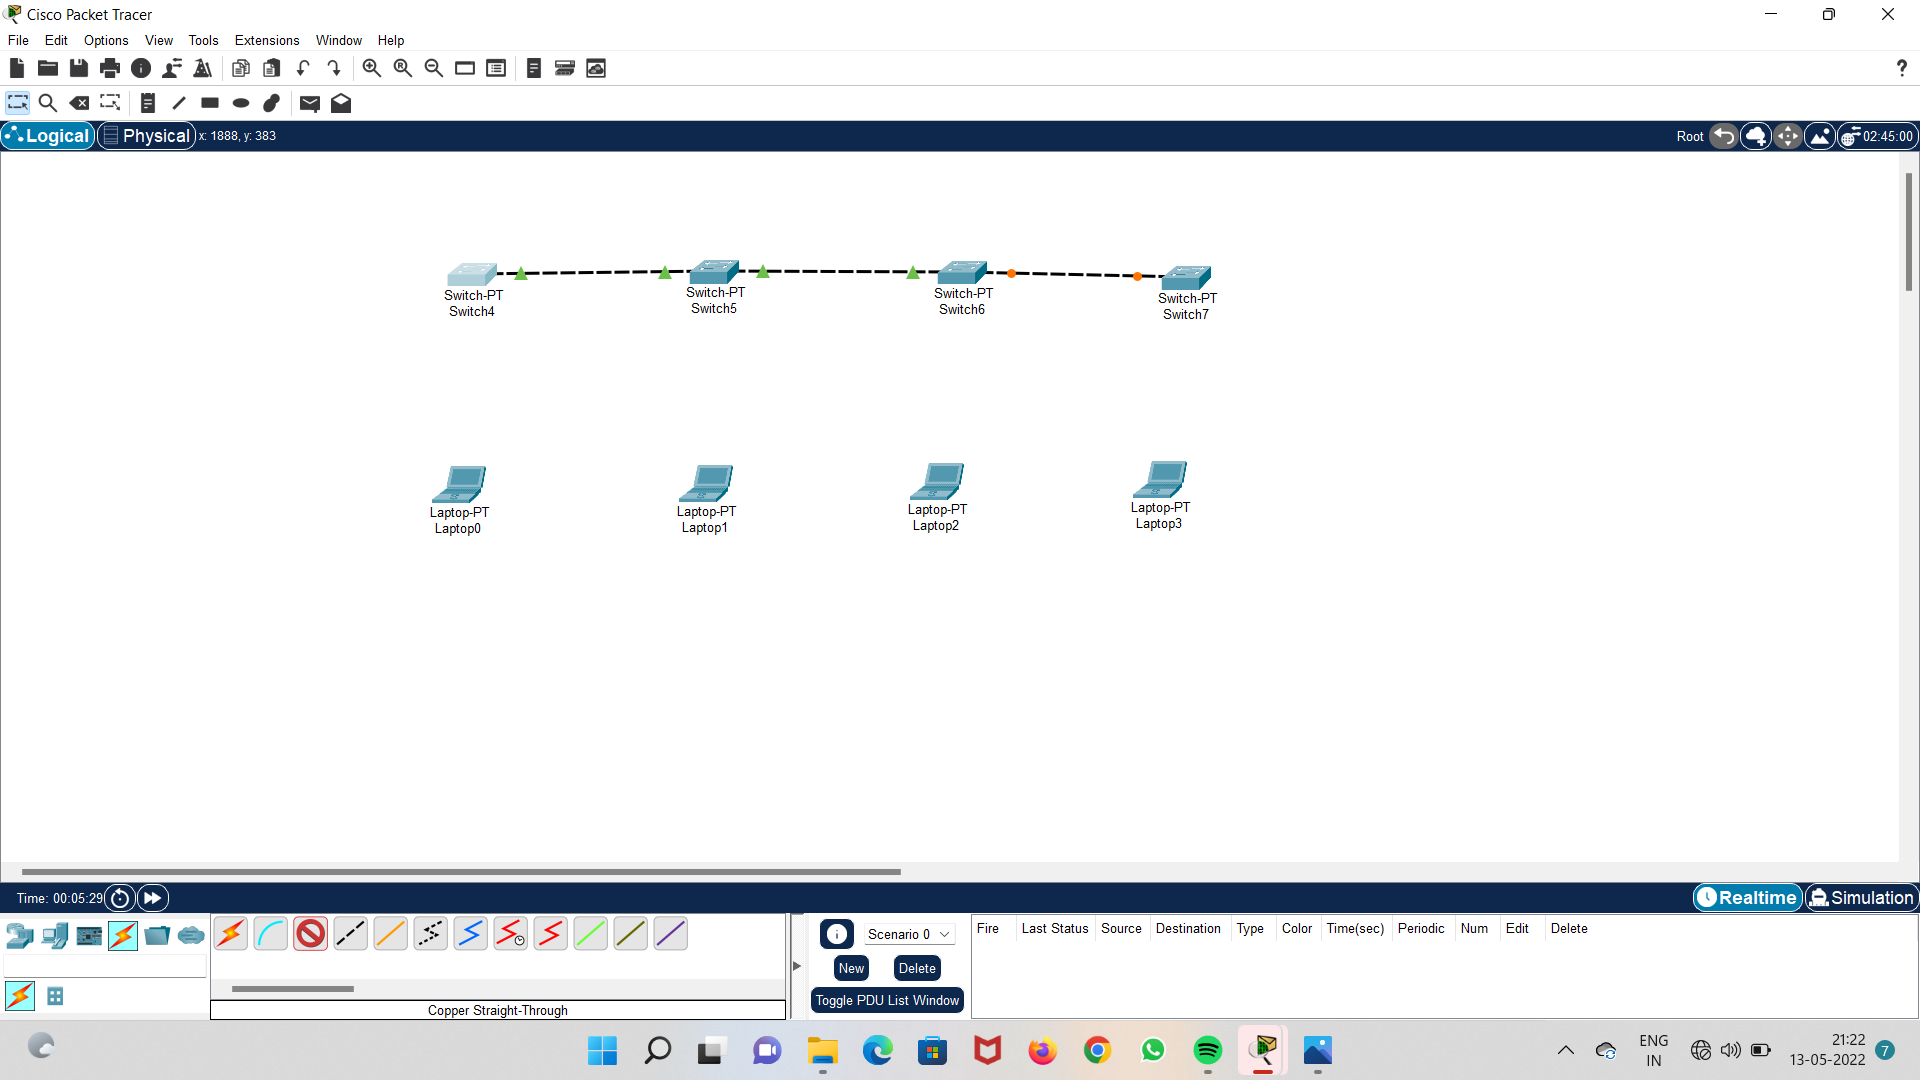 Cisco Packet Tracer
File Edit Options View Tools Extensions Window Help
?
Logical Physical x: 1888, y: 383 Root 02:45:00
Switch-PT
Switch4
Switch-PT
Switch5
Switch-PT
Switch6
Switch-PT
Switch7
Laptop-PT
Laptop0
Laptop-PT
Laptop1
Laptop-PT
Laptop2
Laptop-PT
Laptop3
Time: 00:05:29 Realtime Simulation
Scenario 0
New Delete
Toggle PDU List Window
Fire Last Status Source Destination Type Color Time(sec) Periodic Num Edit Delete
Copper Straight-Through
ENG
IN
21:22
13-05-2022
7